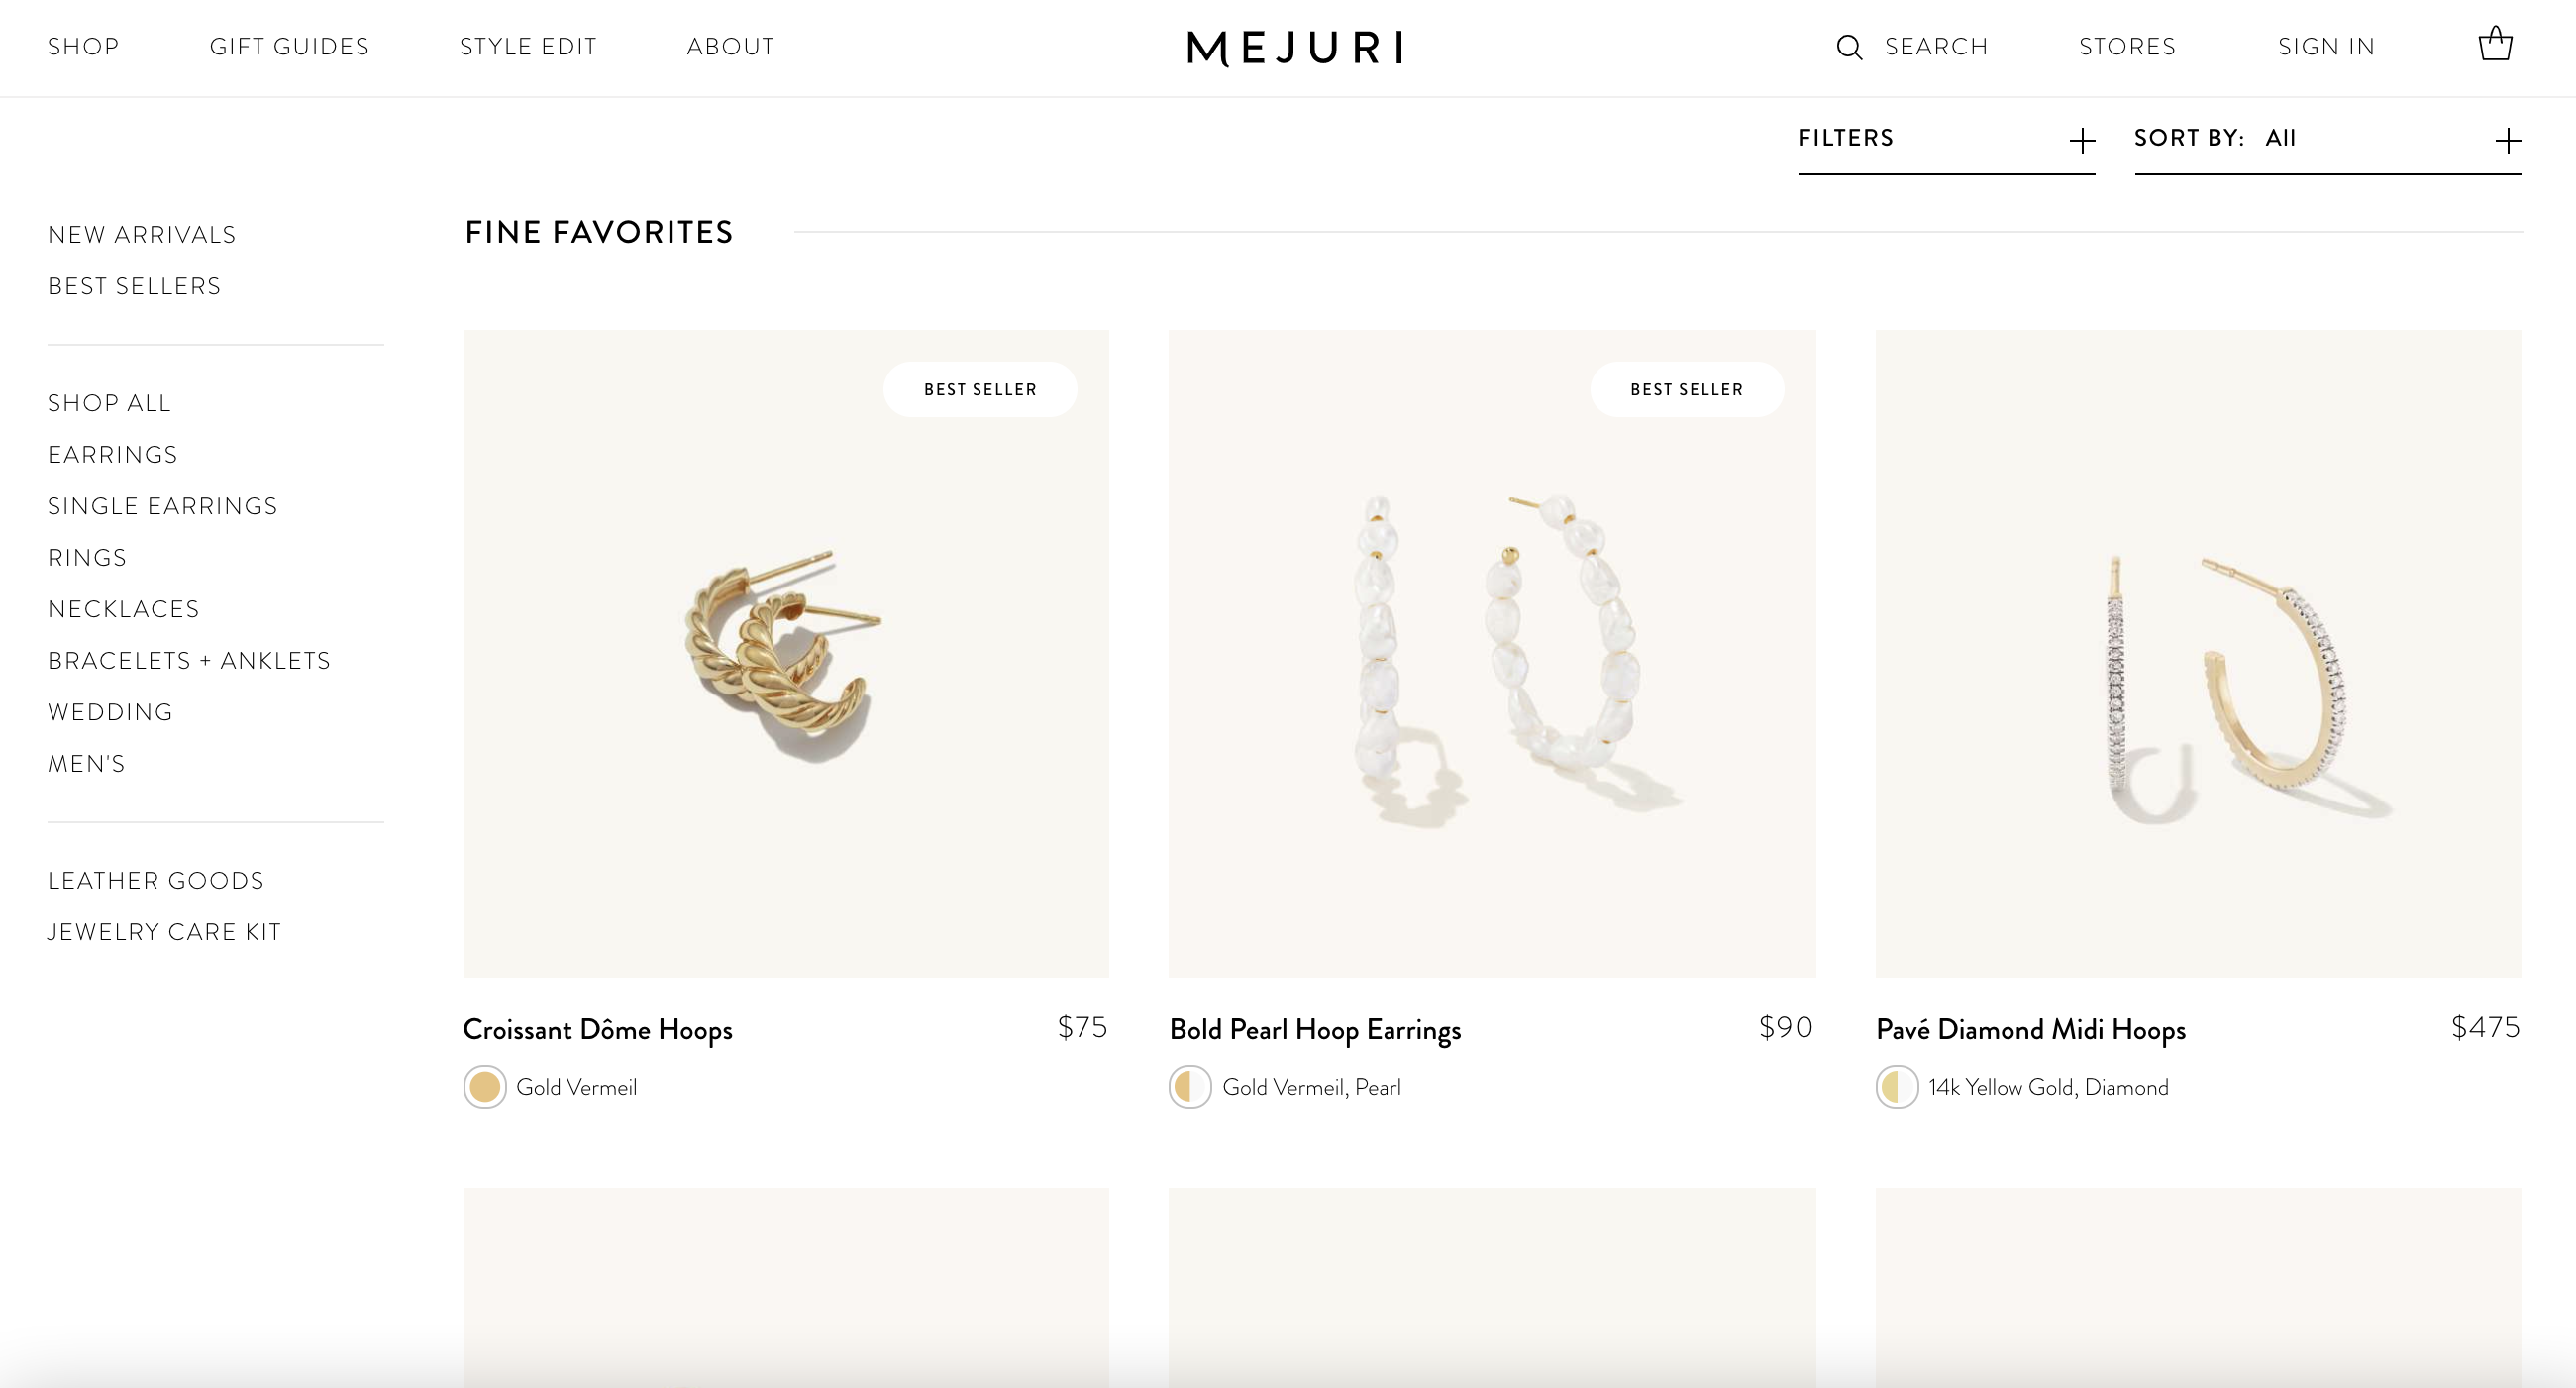 SHOP GIFT GUIDES STYLE EDIT ABOUT MEJURI SEARCH STORES SIGN IN
FILTERS + SORT BY: All +
NEW ARRIVALS
BEST SELLERS
SHOP ALL
EARRINGS
SINGLE EARRINGS
RINGS
NECKLACES
BRACELETS + ANKLETS
WEDDING
MEN'S
LEATHER GOODS
JEWELRY CARE KIT
FINE FAVORITES
BEST SELLER
Croissant Dôme Hoops $75
Gold Vermeil
BEST SELLER
Bold Pearl Hoop Earrings $90
Gold Vermeil, Pearl
Pavé Diamond Midi Hoops $475
14k Yellow Gold, Diamond